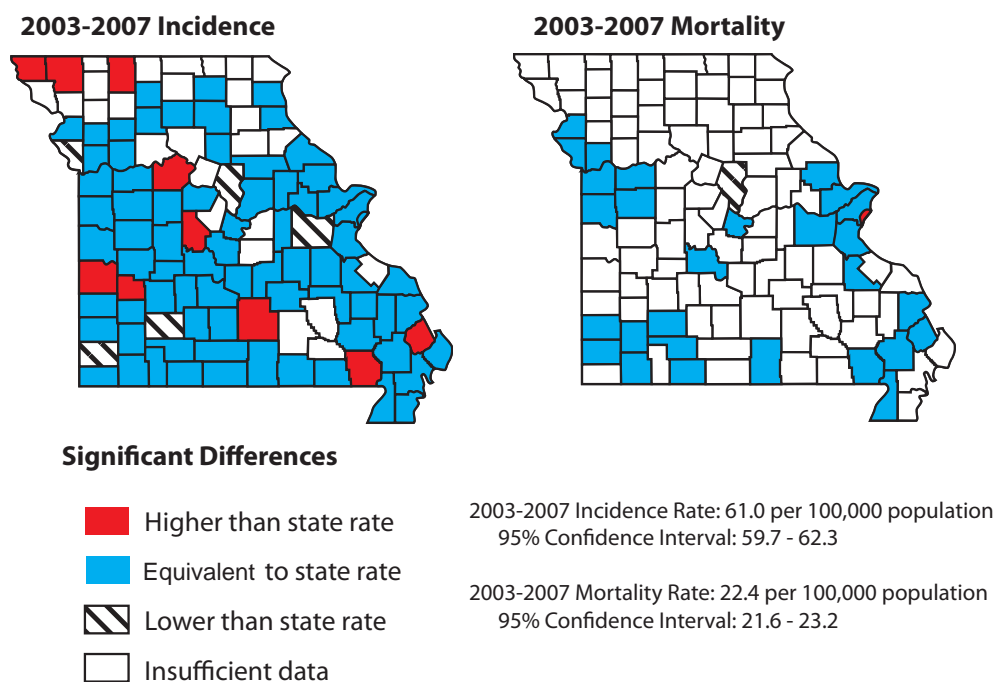 2003-2007 Incidence
2003-2007 Mortality
Significant Differences
Higher than state rate
Equivalent to state rate
Lower than state rate
Insufficient data
2003-2007 Incidence Rate: 61.0 per 100,000 population
95% Confidence Interval: 59.7 - 62.3
2003-2007 Mortality Rate: 22.4 per 100,000 population
95% Confidence Interval: 21.6 - 23.2